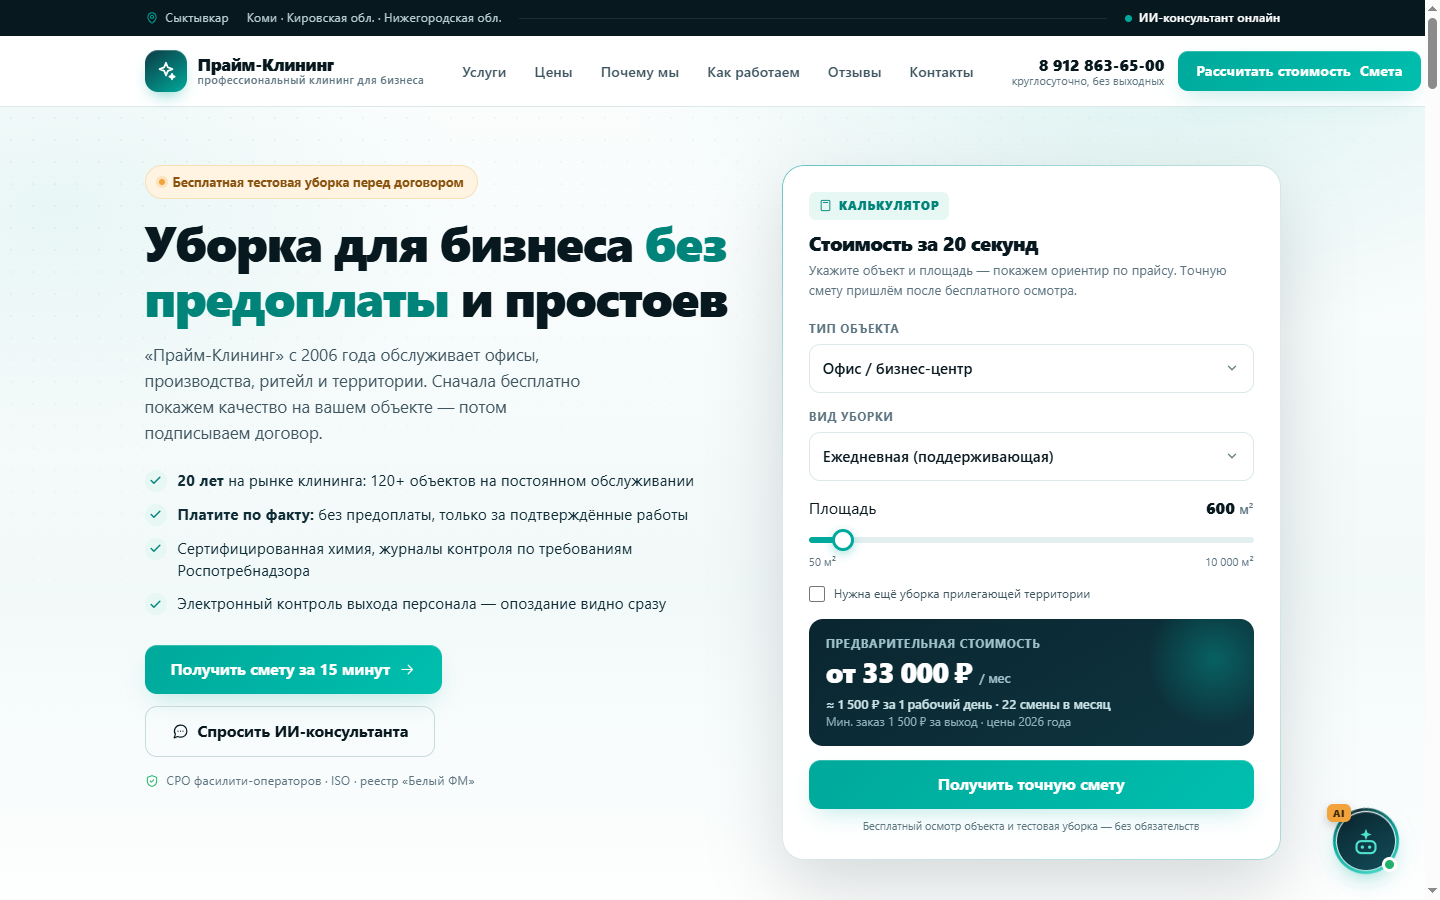 Сыктывкар Коми · Кировская обл. · Нижегородская обл. ИИ-консультант онлайн
Прайм-Клининг
профессиональный клининг для бизнеса
Услуги Цены Почему мы Как работаем Отзывы Контакты
8 912 863-65-00
круглосуточно, без выходных
Рассчитать стоимость Смета
Бесплатная тестовая уборка перед договором
Уборка для бизнеса без
предоплаты и простоев
«Прайм-Клининг» с 2006 года обслуживает офисы,
производства, ритейл и территории. Сначала бесплатно
покажем качество на вашем объекте — потом
подписываем договор.
20 лет на рынке клининга: 120+ объектов на постоянном обслуживании
Платите по факту: без предоплаты, только за подтверждённые работы
Сертифицированная химия, журналы контроля по требованиям
Роспотребнадзора
Электронный контроль выхода персонала — опоздание видно сразу
Получить смету за 15 минут
Спросить ИИ-консультанта
СРО фасилити-операторов · ISO · реестр «Белый ФМ»
КАЛЬКУЛЯТОР
Стоимость за 20 секунд
Укажите объект и площадь — покажем ориентир по прайсу. Точную
смету пришлём после бесплатного осмотра.
ТИП ОБЪЕКТА
Офис / бизнес-центр
ВИД УБОРКИ
Ежедневная (поддерживающая)
Площадь 600 м²
50 м² 10 000 м²
Нужна ещё уборка прилегающей территории
ПРЕДВАРИТЕЛЬНАЯ СТОИМОСТЬ
от 33 000 ₽ / мес
≈ 1 500 ₽ за 1 рабочий день · 22 смены в месяц
Мин. заказ 1 500 ₽ за выход · цены 2026 года
Получить точную смету
Бесплатный осмотр объекта и тестовая уборка — без обязательств
AI